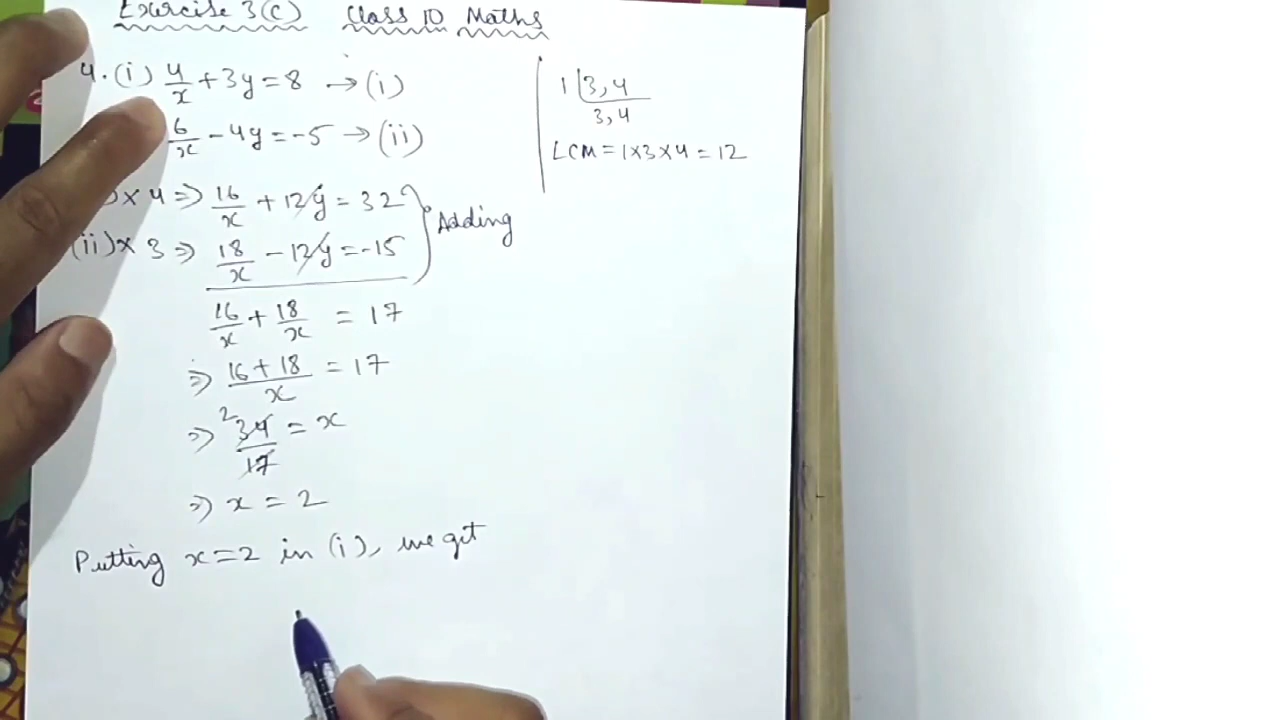 Exercise 3(C) Class 10 Maths
4. (i) 4/x + 3y = 8 → (i)
6/x - 4y = -5 → (ii)
x 4 ⇒ 16/x + 12y = 32
(ii) x 3 ⇒ 18/x - 12y = -15
Adding
16/x + 18/x = 17
⇒ 16 + 18/x = 17
⇒ 2 34/17 = x
⇒ x = 2
Putting x = 2 in (i), we get
1 3, 4
3, 4
LCM = 1 x 3 x 4 = 12